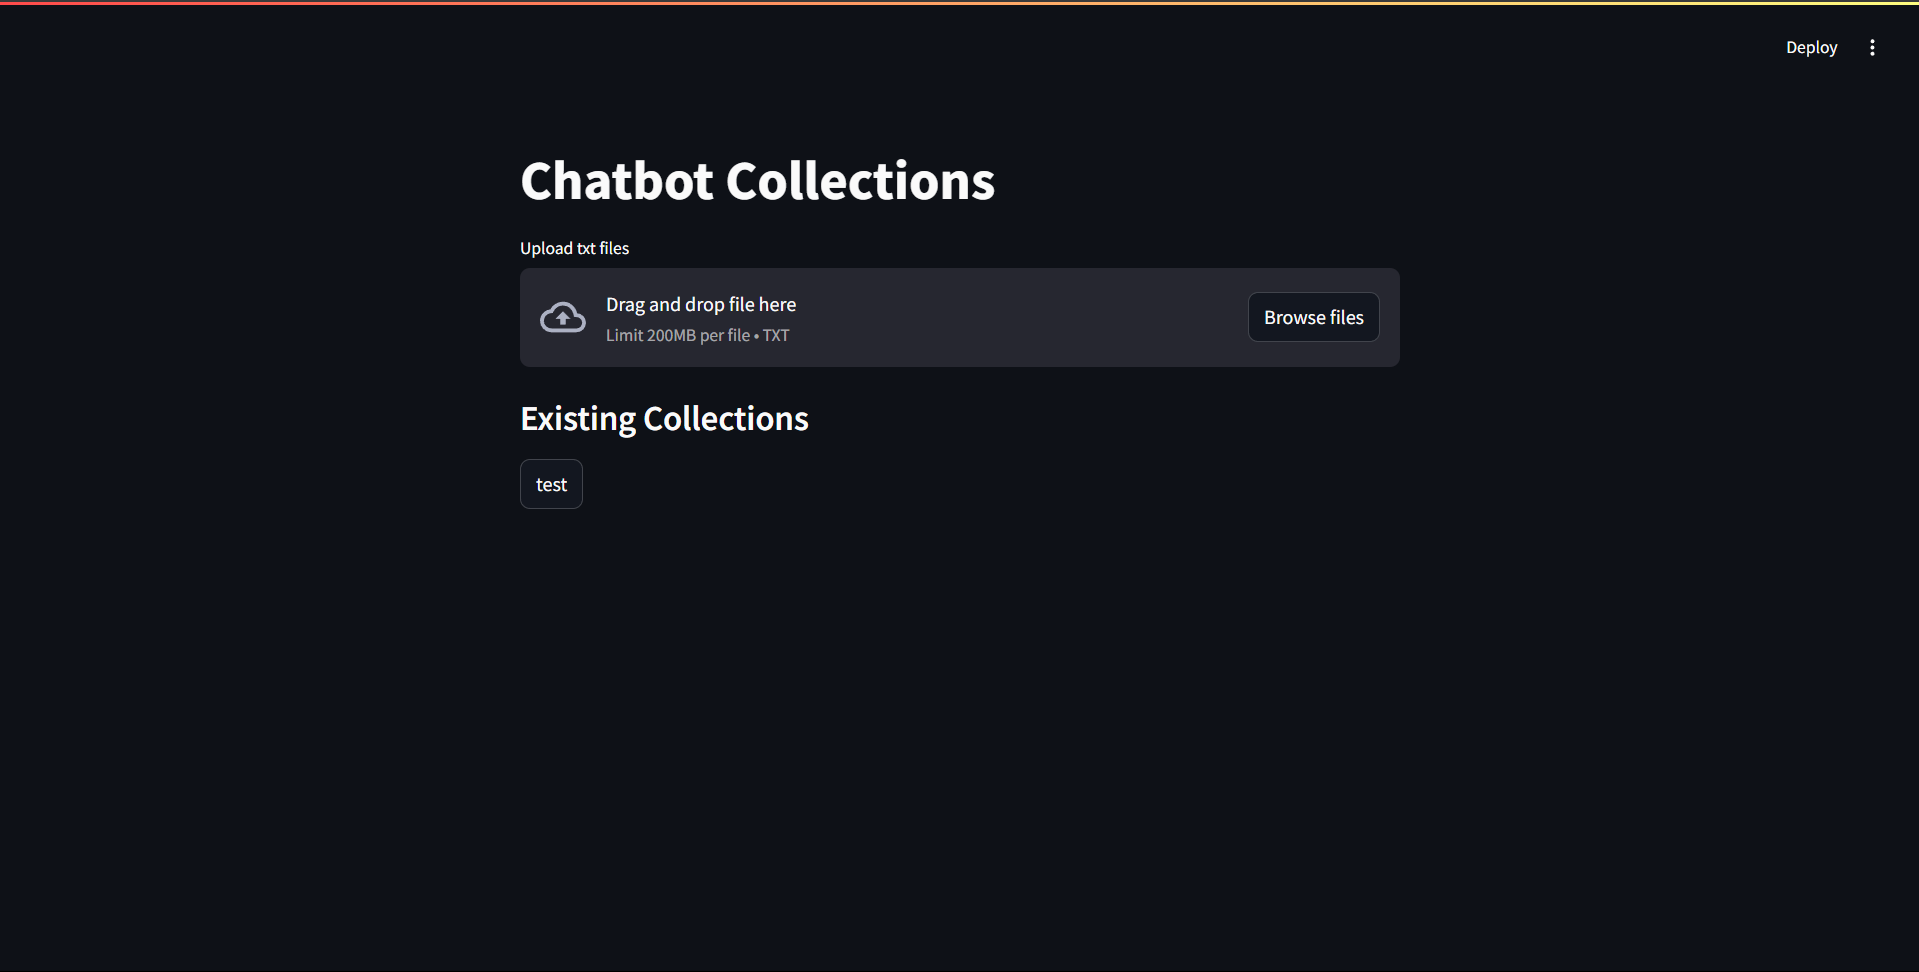 Deploy
Chatbot Collections
Upload txt files
Drag and drop file here
Limit 200MB per file • TXT
Browse files
Existing Collections
test